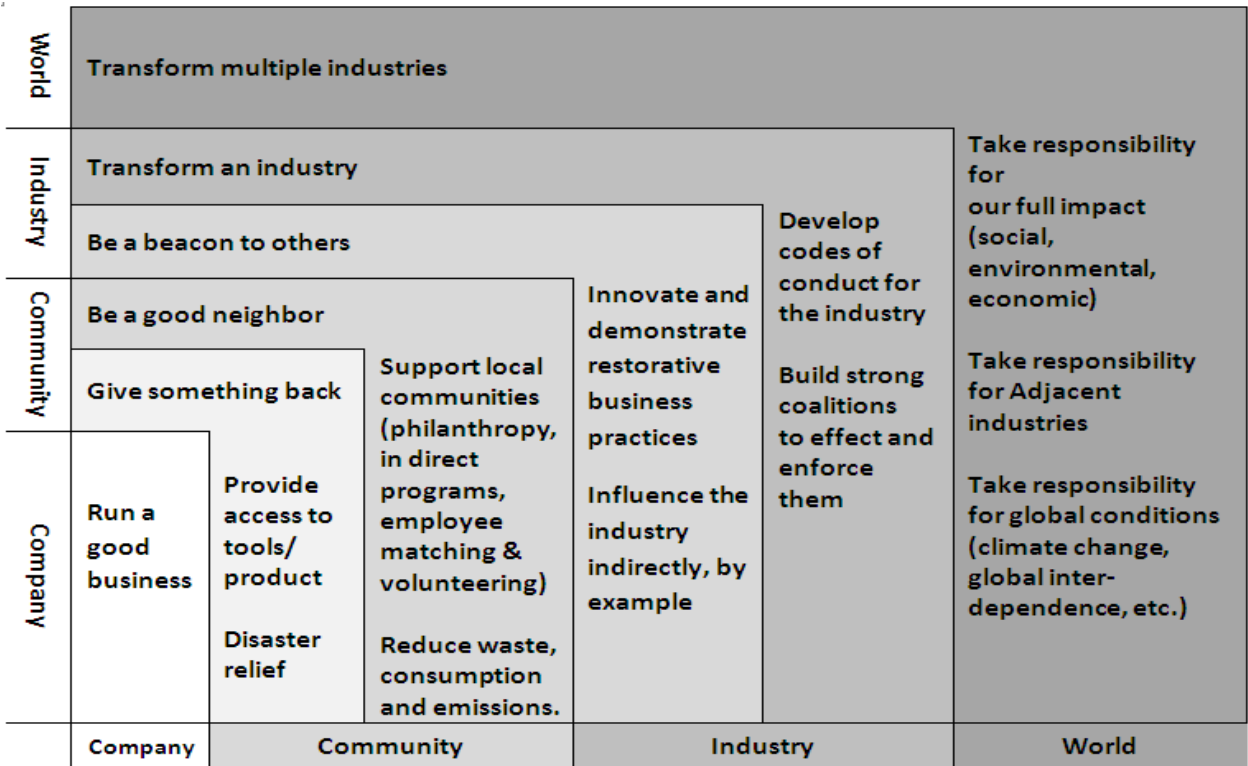 World
Transform multiple industries
Industry
Transform an industry
Be a beacon to others
Community
Be a good neighbor
Give something back
Company
Run a
good
business
Provide
access to
tools/
product
Disaster
relief
Support local
communities
(philanthropy,
in direct
programs,
employee
matching &
volunteering)
Reduce waste,
consumption
and emissions.
Innovate and
demonstrate
restorative
business
practices
Influence the
industry
indirectly, by
example
Develop
codes of
conduct for
the industry
Build strong
coalitions
to effect and
enforce
them
Take responsibility
for
our full impact
(social,
environmental,
economic)
Take responsibility
for Adjacent
industries
Take responsibility
for global conditions
(climate change,
global inter-
dependence, etc.)
Company
Community
Industry
World